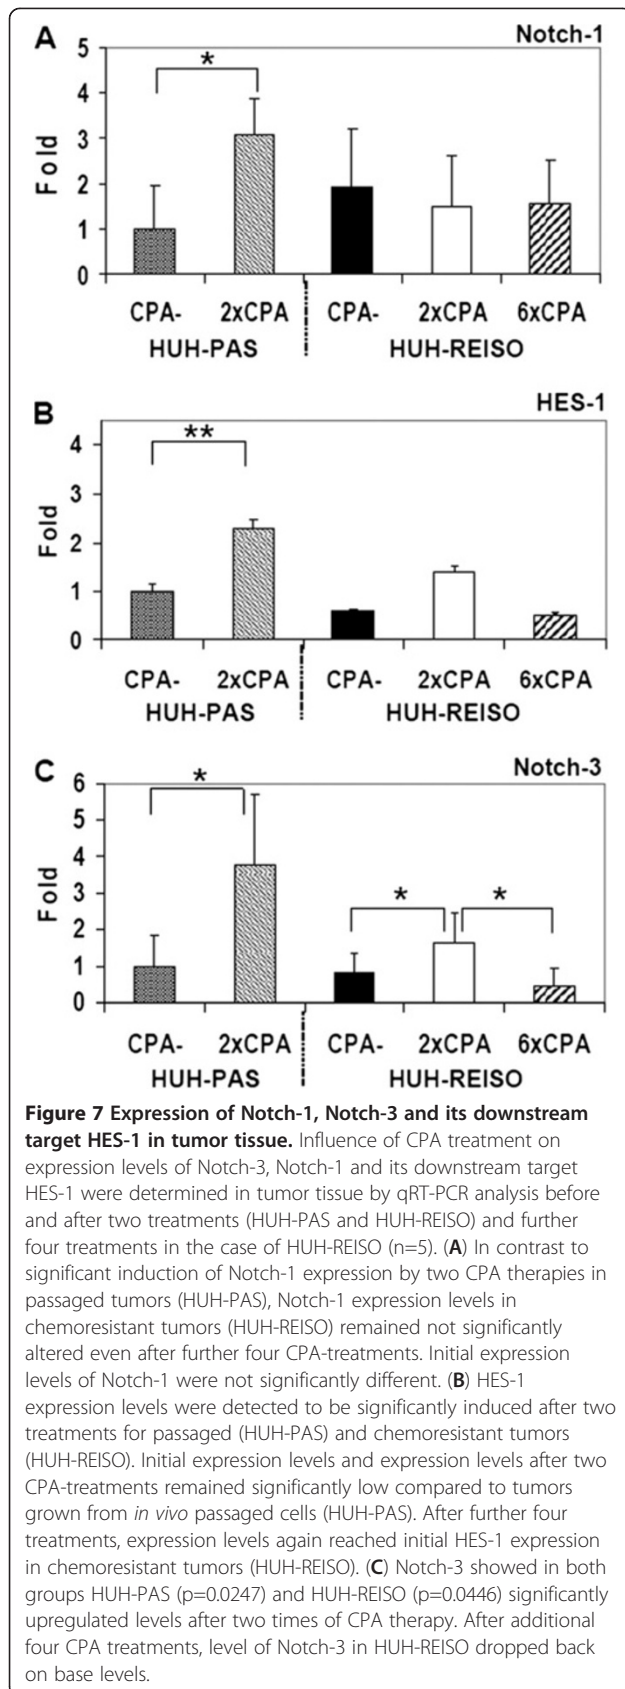 A
Notch-1
5
4
3
2
1
0
Fold
*
CPA- 2xCPA CPA- 2xCPA 6xCPA
HUH-PAS HUH-REISO
B
HES-1
4
3
2
1
0
Fold
**
CPA- 2xCPA CPA- 2xCPA 6xCPA
HUH-PAS HUH-REISO
C
Notch-3
6
5
4
3
2
1
0
Fold
*
* *
CPA- 2xCPA CPA- 2xCPA 6xCPA
HUH-PAS HUH-REISO
Figure 7 Expression of Notch-1, Notch-3 and its downstream
target HES-1 in tumor tissue. Influence of CPA treatment on
expression levels of Notch-3, Notch-1 and its downstream target
HES-1 were determined in tumor tissue by qRT-PCR analysis before
and after two treatments (HUH-PAS and HUH-REISO) and further
four treatments in the case of HUH-REISO (n=5). (A) In contrast to
significant induction of Notch-1 expression by two CPA therapies in
passaged tumors (HUH-PAS), Notch-1 expression levels in
chemoresistant tumors (HUH-REISO) remained not significantly
altered even after further four CPA-treatments. Initial expression
levels of Notch-1 were not significantly different. (B) HES-1
expression levels were detected to be significantly induced after two
treatments for passaged (HUH-PAS) and chemoresistant tumors
(HUH-REISO). Initial expression levels and expression levels after two
CPA-treatments remained significantly low compared to tumors
grown from in vivo passaged cells (HUH-PAS). After further four
treatments, expression levels again reached initial HES-1 expression
in chemoresistant tumors (HUH-REISO). (C) Notch-3 showed in both
groups HUH-PAS (p=0.0247) and HUH-REISO (p=0.0446) significantly
upregulated levels after two times of CPA therapy. After additional
four CPA treatments, level of Notch-3 in HUH-REISO dropped back
on base levels.